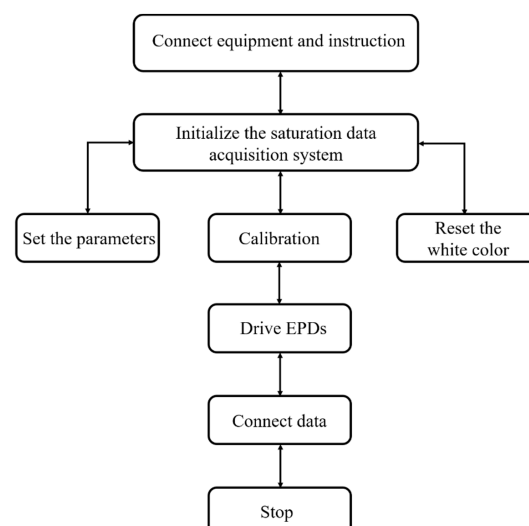 Connect equipment and instruction
Initialize the saturation data
acquisition system
Set the parameters
Calibration
Reset the
white color
Drive EPDs
Connect data
Stop